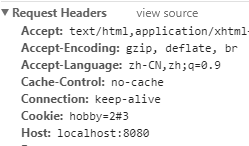 ▼ Request Headers view source
Accept: text/html,application/xhtml
Accept-Encoding: gzip, deflate, br
Accept-Language: zh-CN,zh;q=0.9
Cache-Control: no-cache
Connection: keep-alive
Cookie: hobby=2#3
Host: localhost:8080